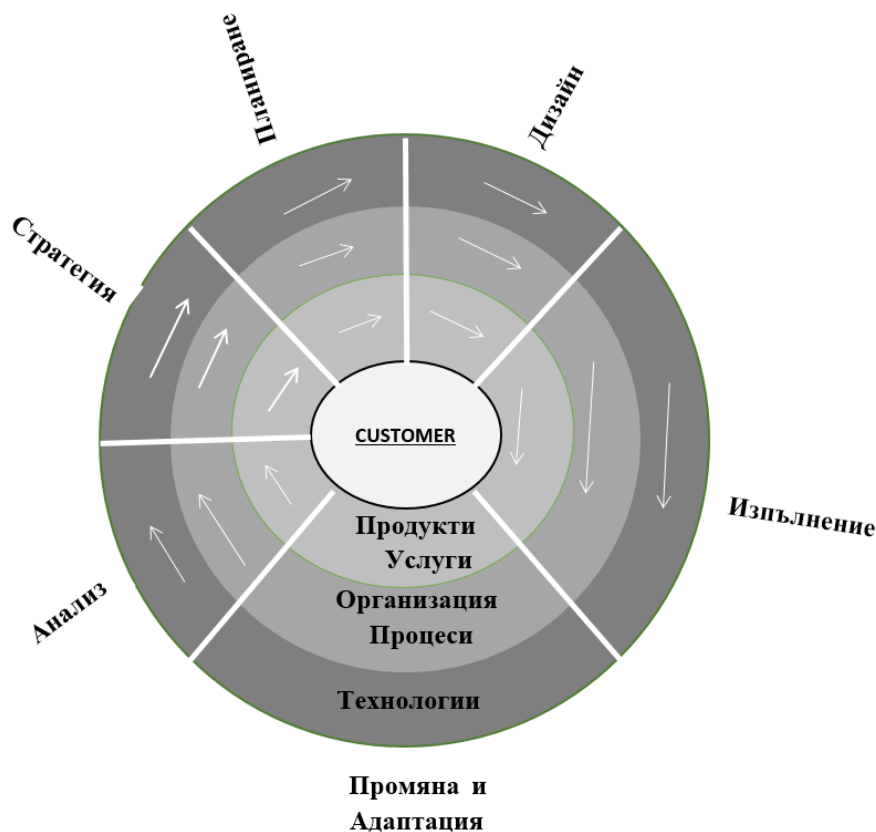 Планиране
Дизайн
Стратегия
CUSTOMER
Изпълнение
Продукти
Услуги
Анализ
Организация
Процеси
Технологии
Промяна и
Адаптация